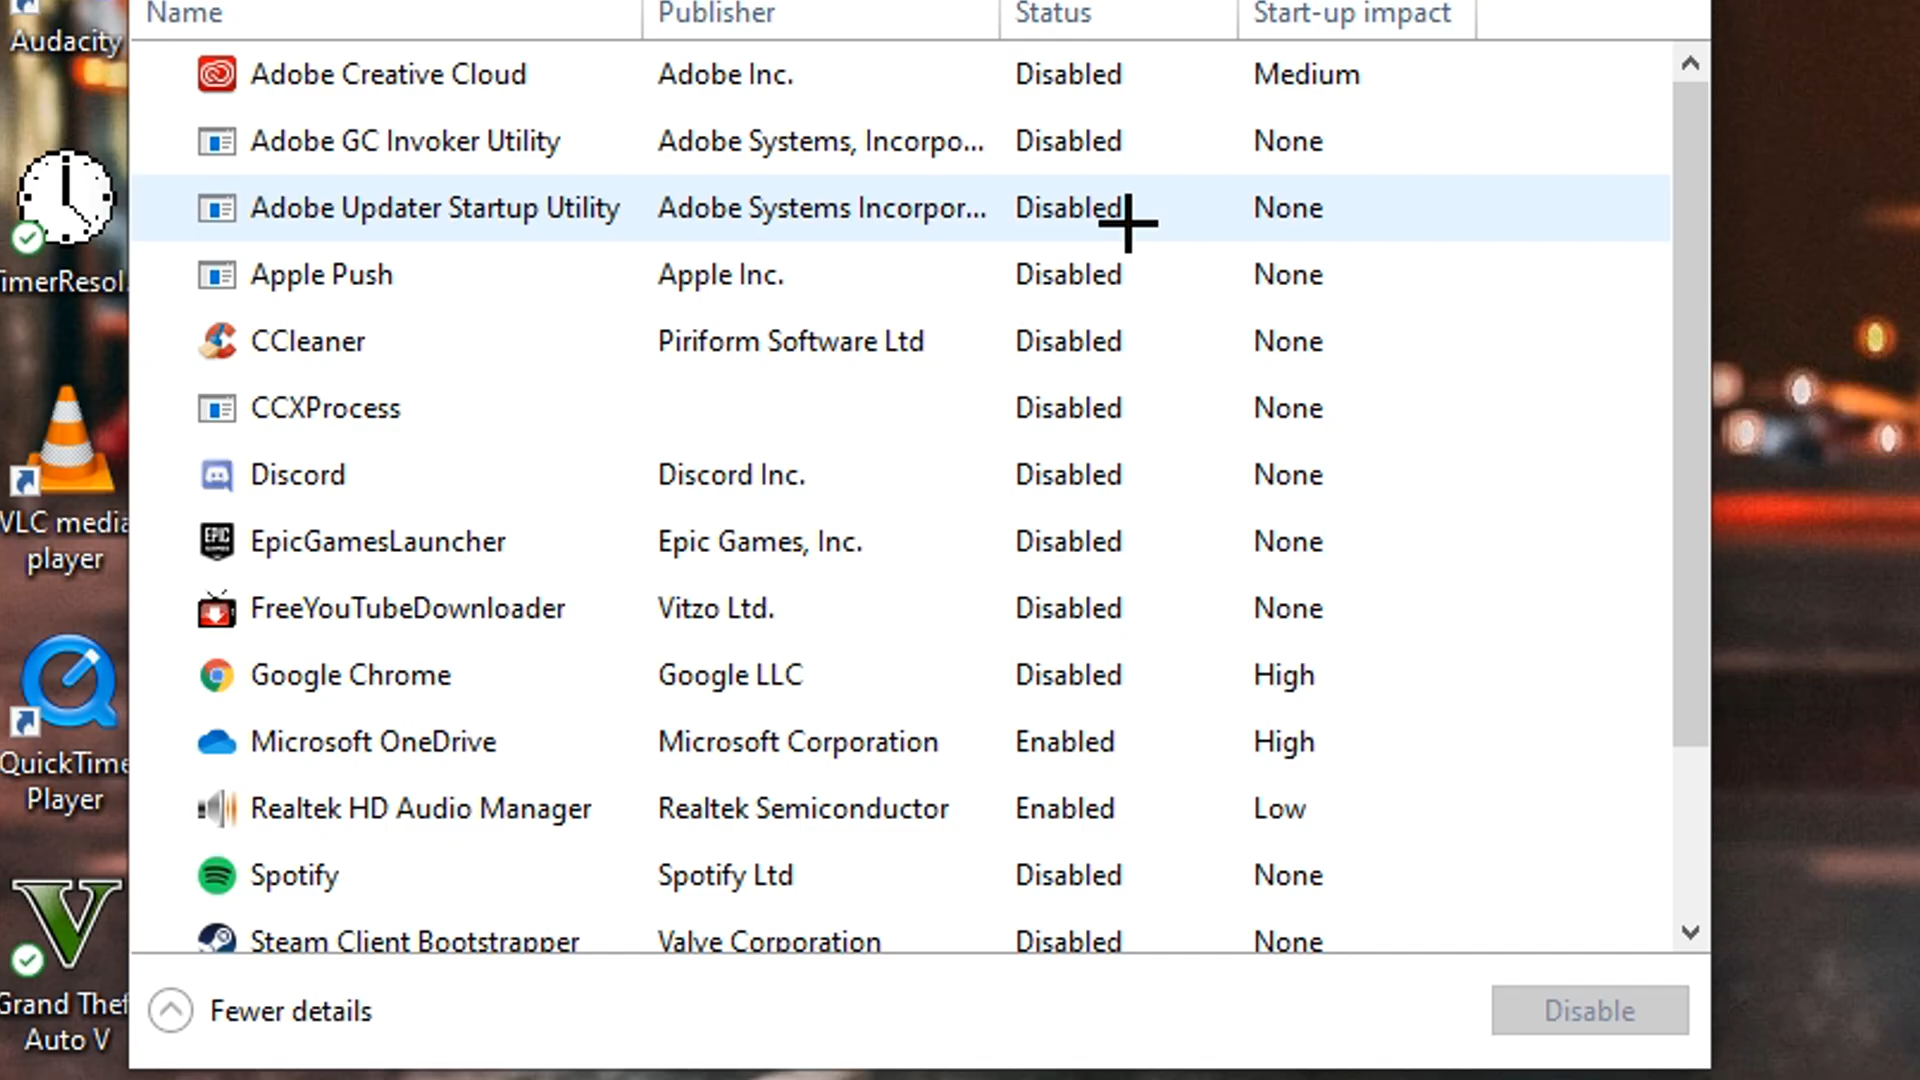 Audacity
TimerResol.
VLC media
player
QuickTime
Player
Grand Thef
Auto V
Name Publisher Status Start-up impact
Adobe Creative Cloud Adobe Inc. Disabled Medium
Adobe GC Invoker Utility Adobe Systems, Incorpo... Disabled None
Adobe Updater Startup Utility Adobe Systems Incorpor... Disabled None
Apple Push Apple Inc. Disabled None
CCleaner Piriform Software Ltd Disabled None
CCXProcess Disabled None
Discord Discord Inc. Disabled None
EPIC
EpicGamesLauncher Epic Games, Inc. Disabled None
FreeYouTubeDownloader Vitzo Ltd. Disabled None
Google Chrome Google LLC Disabled High
Microsoft OneDrive Microsoft Corporation Enabled High
Realtek HD Audio Manager Realtek Semiconductor Enabled Low
Spotify Spotify Ltd Disabled None
Steam Client Bootstrapper Valve Corporation Disabled None
Fewer details Disable